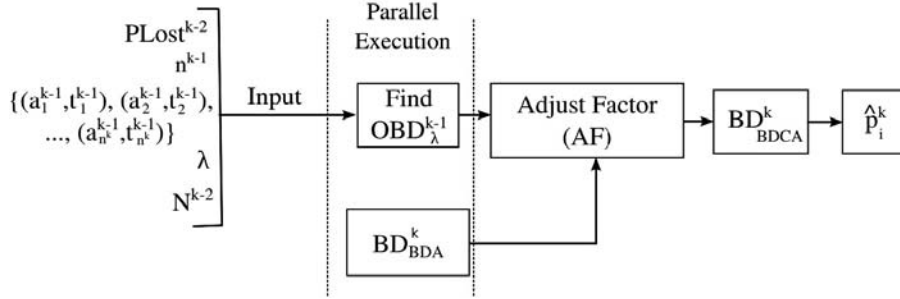 PLost^{k-2}
n^{k-1}
{(a_1^{k-1},t_1^{k-1}), (a_2^{k-1},t_2^{k-1}),
..., (a_{n^k}^{k-1},t_{n^k}^{k-1})}
λ
N^{k-2}
Input
Parallel
Execution
Find
OBD_λ^{k-1}
BD_{BDA}^k
Adjust Factor
(AF)
BD_{BDCA}^k
p̂_i^k